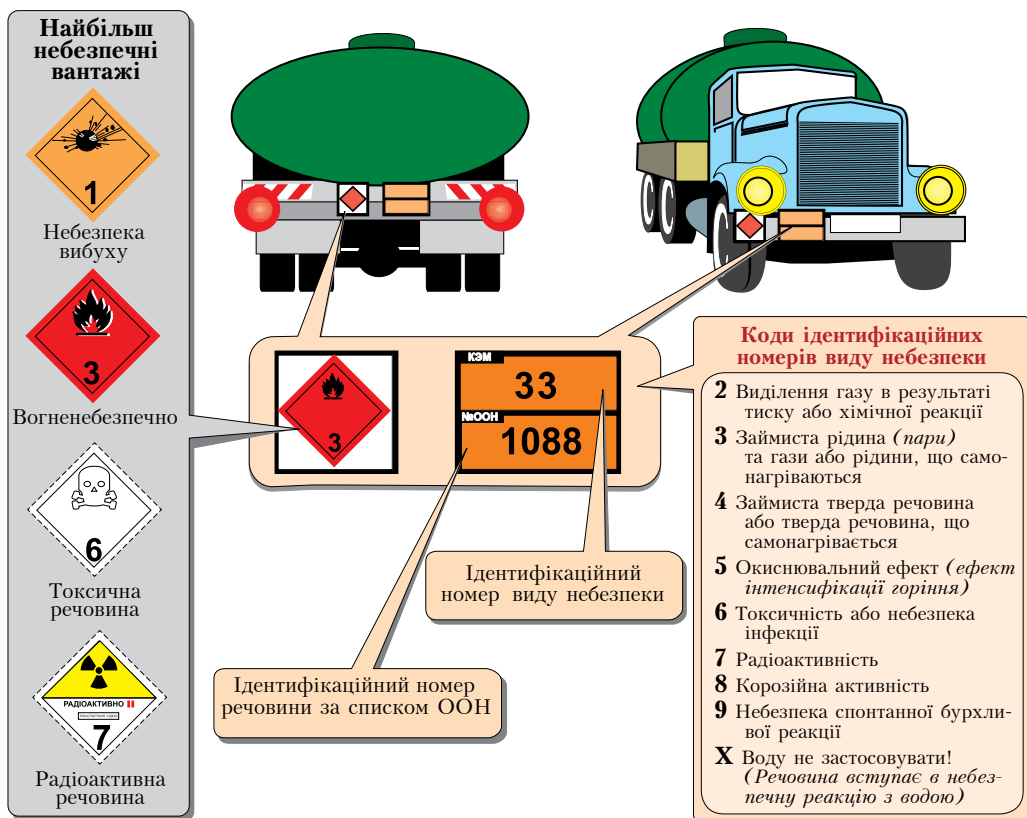 Найбільш
небезпечні
вантажі
1
Небезпека
вибуху
3
Вогненебезпечно
6
Токсична
речовина
РАДІОАКТИВНО II
7
Радіоактивна
речовина
3
КЭМ
33
№ООН
1088
Ідентифікаційний
номер виду небезпеки
Ідентифікаційний номер
речовини за списком ООН
Коди ідентифікаційних
номерів виду небезпеки
2 Виділення газу в результаті
тиску або хімічної реакції
3 Займиста рідина (пари)
та гази або рідини, що само-
нагріваються
4 Займиста тверда речовина
або тверда речовина, що
самонагрівається
5 Окиснювальний ефект (ефект
інтенсифікації горіння)
6 Токсичність або небезпека
інфекції
7 Радіоактивність
8 Корозійна активність
9 Небезпека спонтанної бурхли-
вої реакції
X Воду не застосовувати!
(Речовина вступає в небез-
печну реакцію з водою)